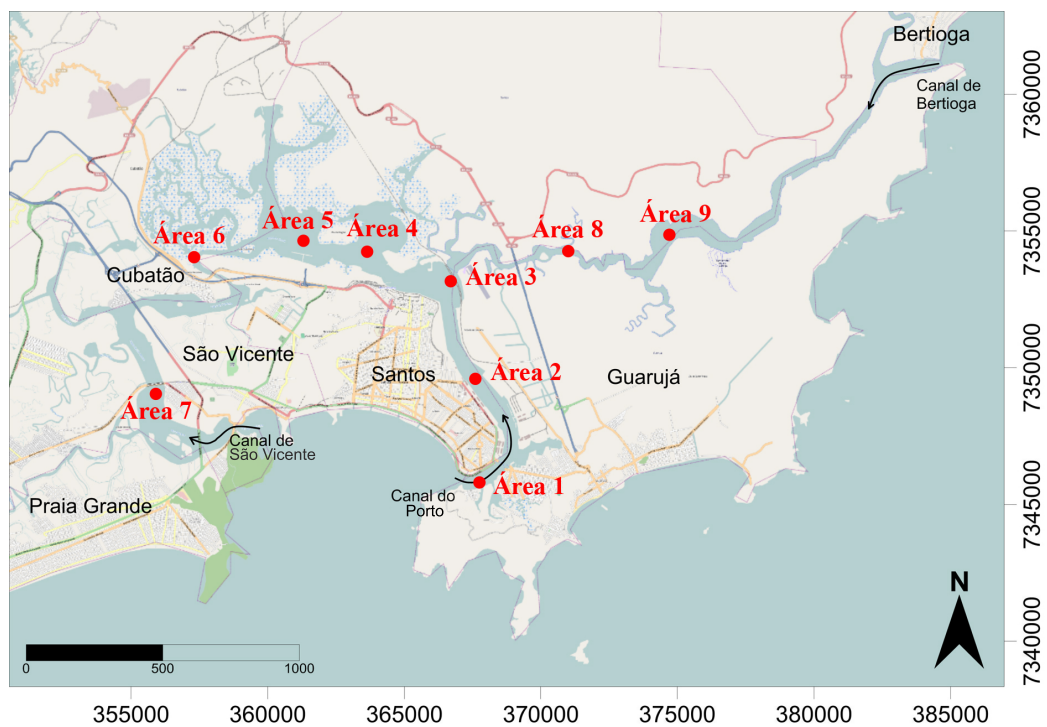 Bertioga
Canal de
Bertioga
7360000
Área 9
Área 8
Área 5
Área 4
Área 6
7355000
Cubatão
Área 3
São Vicente
Santos
Área 2
Guarujá
7350000
Área 7
Canal de
São Vicente
Área 1
Canal do
Porto
Praia Grande
7345000
N
7340000
0
500
1000
355000
360000
365000
370000
375000
380000
385000